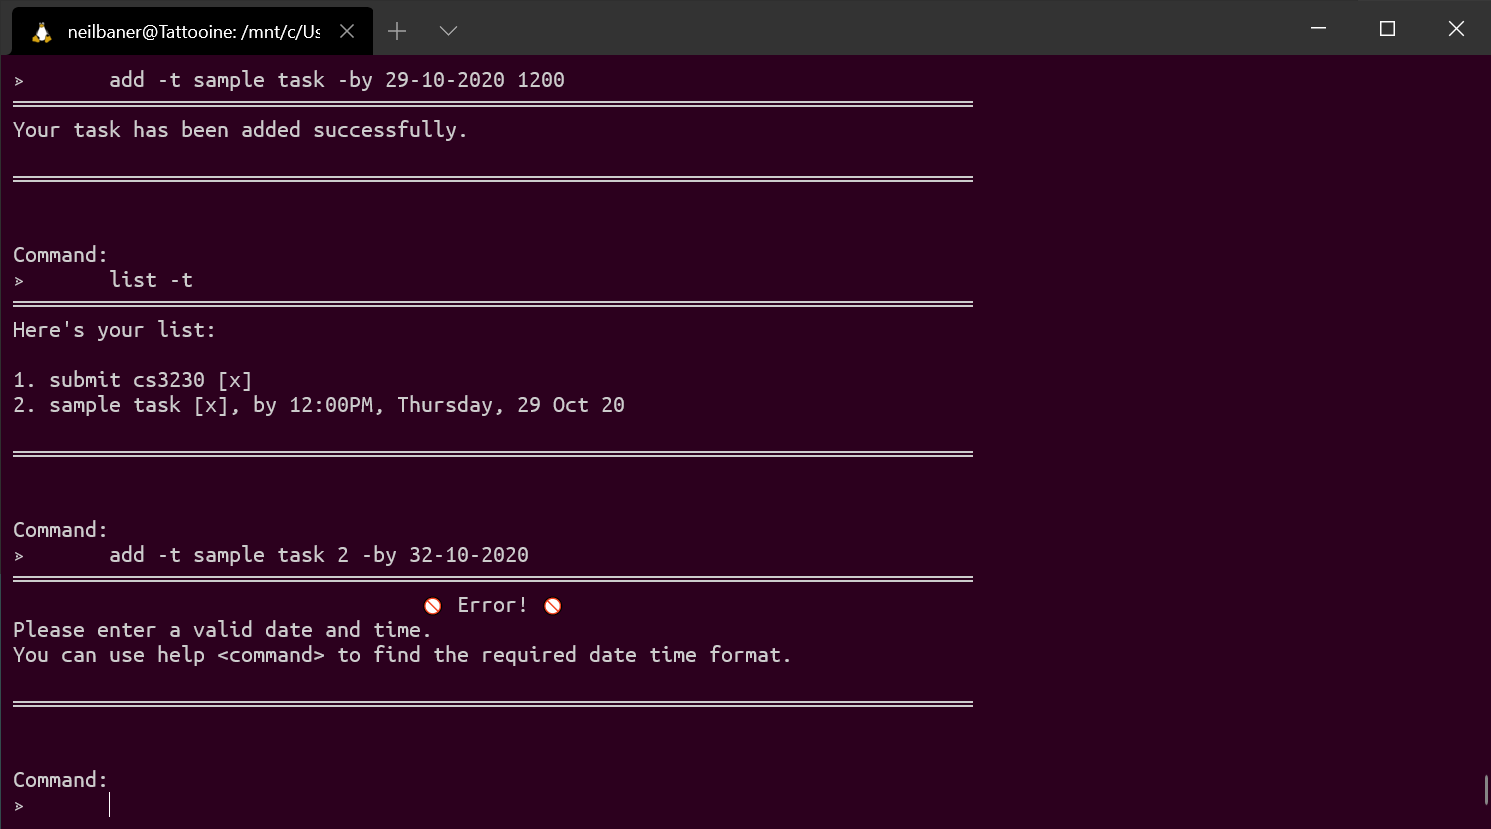 neilbaner@Tattooine: /mnt/c/Us
➢ add -t sample task -by 29-10-2020 1200
Your task has been added successfully.
Command:
➢ list -t
Here's your list:
1. submit cs3230 [x]
2. sample task [x], by 12:00PM, Thursday, 29 Oct 20
Command:
➢ add -t sample task 2 -by 32-10-2020
🚫 Error! 🚫
Please enter a valid date and time.
You can use help <command> to find the required date time format.
Command:
➢